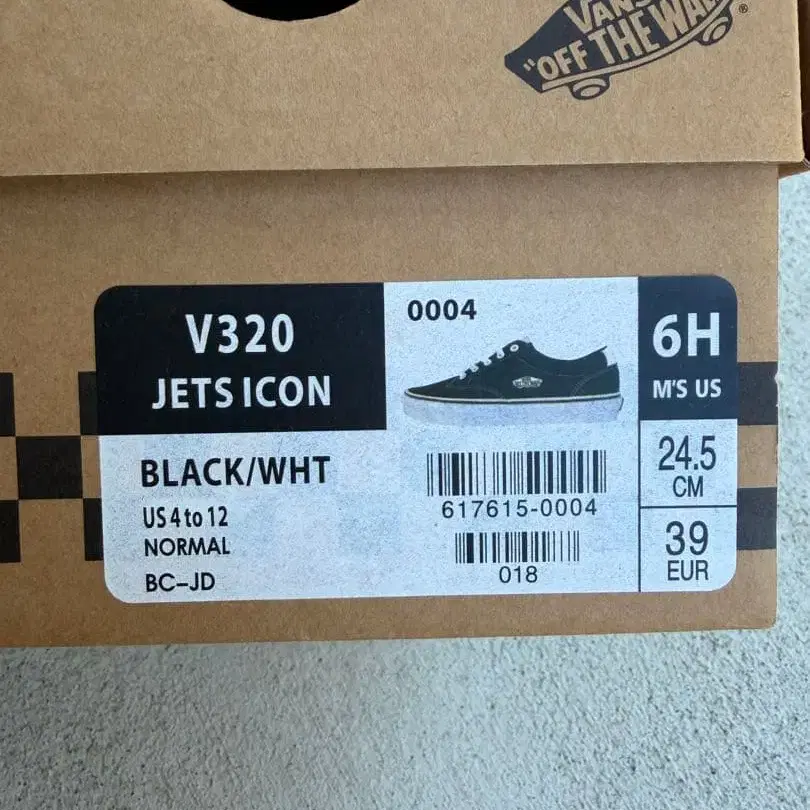 VANS
"OFF THE WALL"
®
V320
JETS ICON
0004
6H
M'S US
BLACK/WHT
US 4 to 12
NORMAL
BC-JD
617615-0004
018
24.5
CM
39
EUR